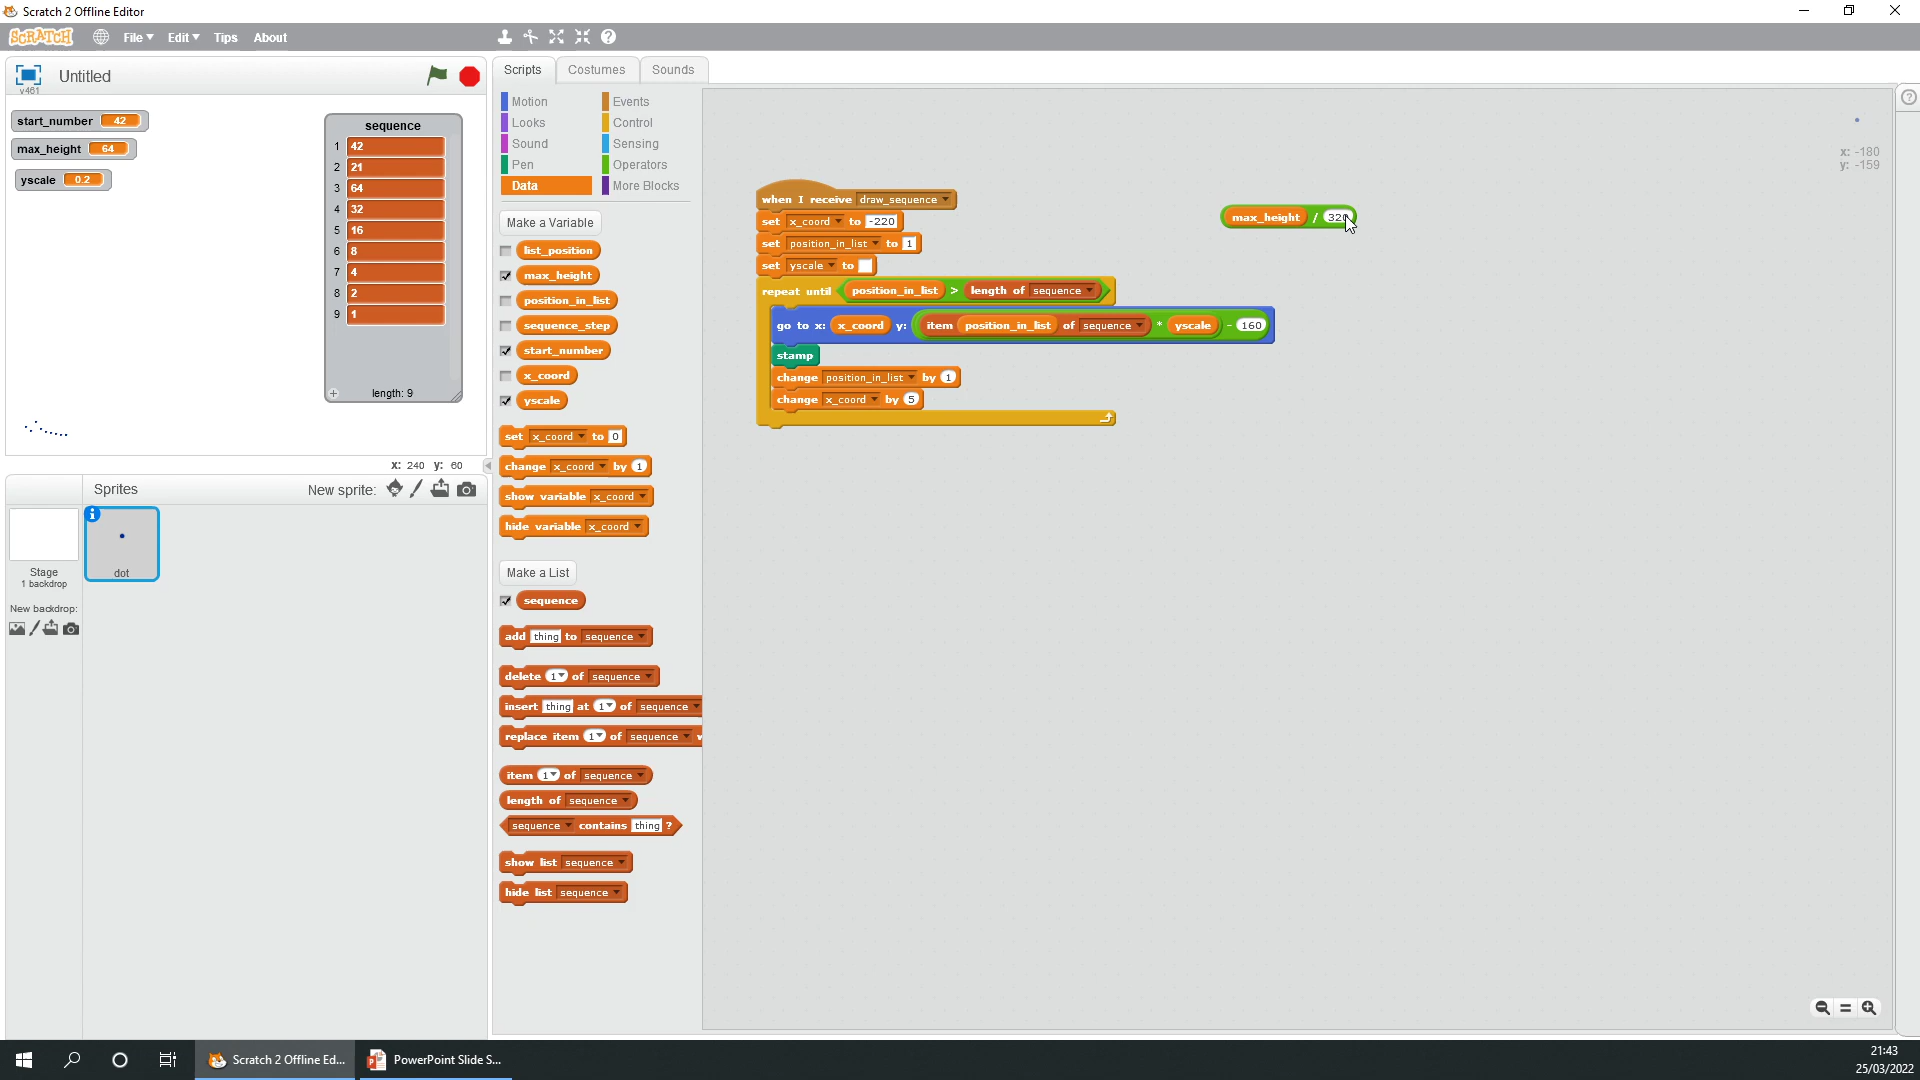 Scratch 2 Offline Editor
SCRATCH File Edit Tips About
v461 Untitled
start_number 42
max_height 64
yscale 0.2
sequence
1 42
2 21
3 64
4 32
5 16
6 8
7 4
8 2
9 1
+ length: 9
x: 240 y: 60
Sprites New sprite:
Stage
1 backdrop
New backdrop:
dot
Scripts Costumes Sounds
Motion Events
Looks Control
Sound Sensing
Pen Operators
Data More Blocks
Make a Variable
list_position
max_height
position_in_list
sequence_step
start_number
x_coord
yscale
set x_coord to 0
change x_coord by 1
show variable x_coord
hide variable x_coord
Make a List
sequence
add thing to sequence
delete 1 of sequence
insert thing at 1 of sequence
replace item 1 of sequence
item 1 of sequence
length of sequence
sequence contains thing ?
show list sequence
hide list sequence
when I receive draw_sequence
set x_coord to -220
set position_in_list to 1
set yscale to
repeat until position_in_list > length of sequence
go to x: x_coord y: item position_in_list of sequence * yscale - 160
stamp
change position_in_list by 1
change x_coord by 5
max_height / 320
x: -180
y: -159
Scratch 2 Offline Ed... PowerPoint Slide S...
21:43
25/03/2022